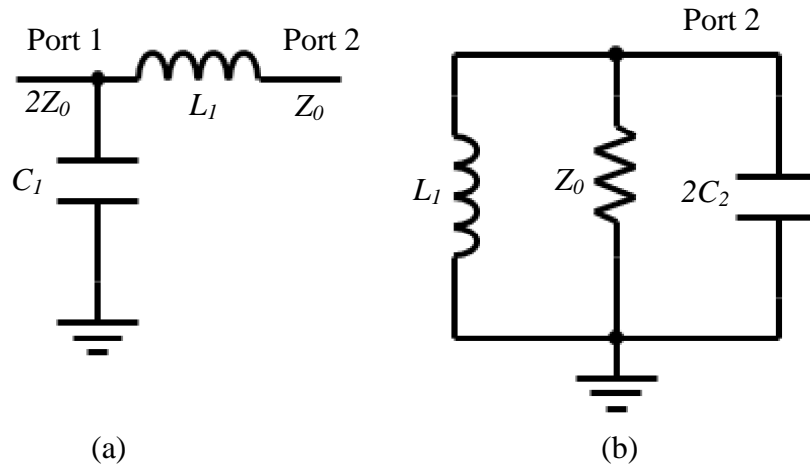 Port 1
Port 2
2Z₀
L₁
Z₀
C₁
(a)
Port 2
L₁
Z₀
2C₂
(b)